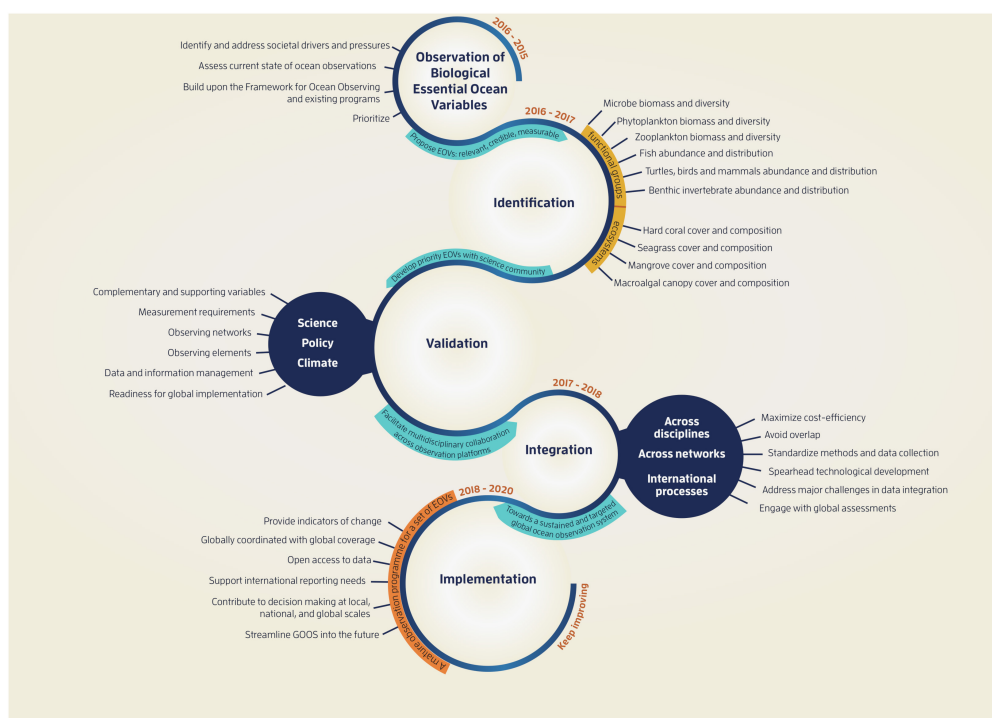 2016 - 2015
Observation of
Biological
Essential Ocean
Variables
Identify and address societal drivers and pressures
Assess current state of ocean observations
Build upon the Framework for Ocean Observing
and existing programs
Prioritize
Propose EOVs: relevant, credible, measurable
2016 - 2017
Identification
functional groups
Microbe biomass and diversity
Phytoplankton biomass and diversity
Zooplankton biomass and diversity
Fish abundance and distribution
Turtles, birds and mammals abundance and distribution
Benthic invertebrate abundance and distribution
ecosystems
Hard coral cover and composition
Seagrass cover and composition
Mangrove cover and composition
Macroalgal canopy cover and composition
Develop priority EOVs with science community
Validation
Science
Policy
Climate
Complementary and supporting variables
Measurement requirements
Observing networks
Observing elements
Data and information management
Readiness for global implementation
Facilitate multidisciplinary collaboration
across observation platforms
2017 - 2018
Integration
Across
disciplines
Across networks
International
processes
Maximize cost-efficiency
Avoid overlap
Standardize methods and data collection
Spearhead technological development
Address major challenges in data integration
Engage with global assessments
Towards a sustained and targeted
global ocean observation system
2018 - 2020
Implementation
A mature observation programme for a set of EOVs
Provide indicators of change
Globally coordinated with global coverage
Open access to data
Support international reporting needs
Contribute to decision making at local,
national, and global scales
Streamline GOOS into the future
Keep improving